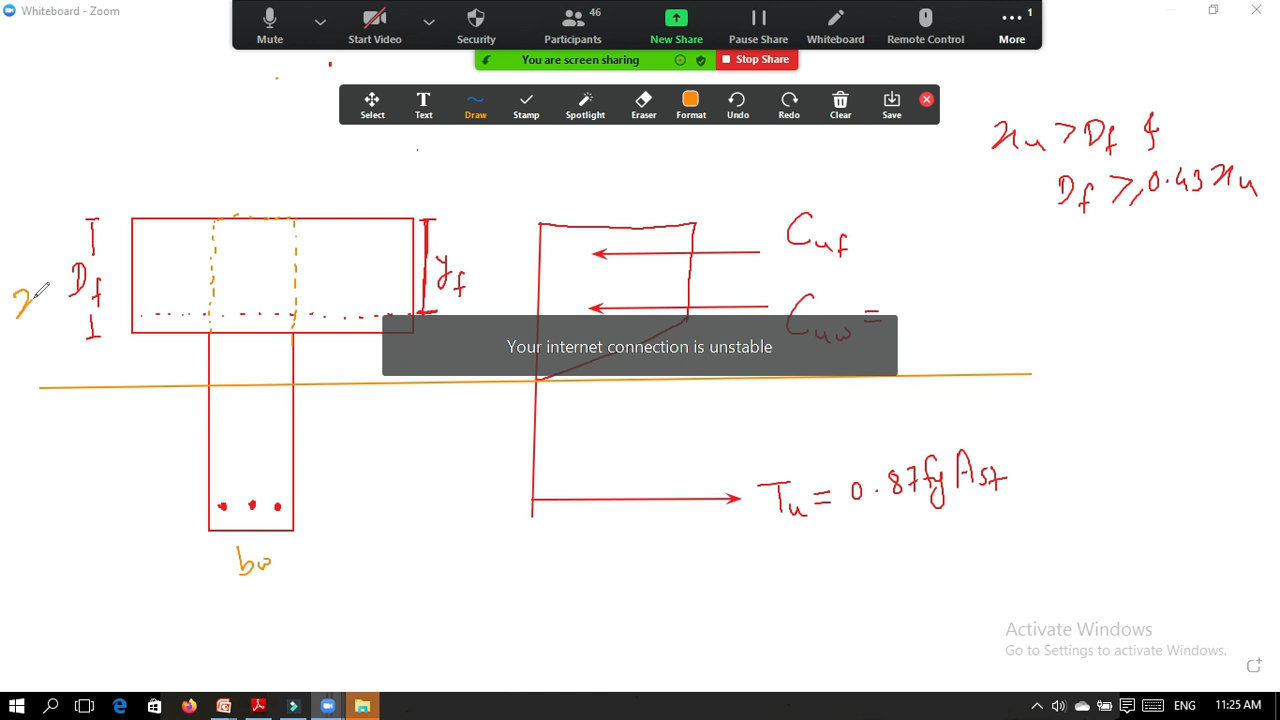 Whiteboard - Zoom
46
1
Mute
Start Video
Security
Participants
New Share
Pause Share
Whiteboard
Remote Control
More
You are screen sharing
Stop Share
Select
Text
Draw
Stamp
Spotlight
Eraser
Format
Undo
Redo
Clear
Save
xu > Df &
Df ⩾ 0.43 xu
Cuf
Df
yf
Cuw =
Your internet connection is unstable
Tu = 0.87 fy Ast
bw
Activate Windows
Go to Settings to activate Windows.
ENG
11:25 AM